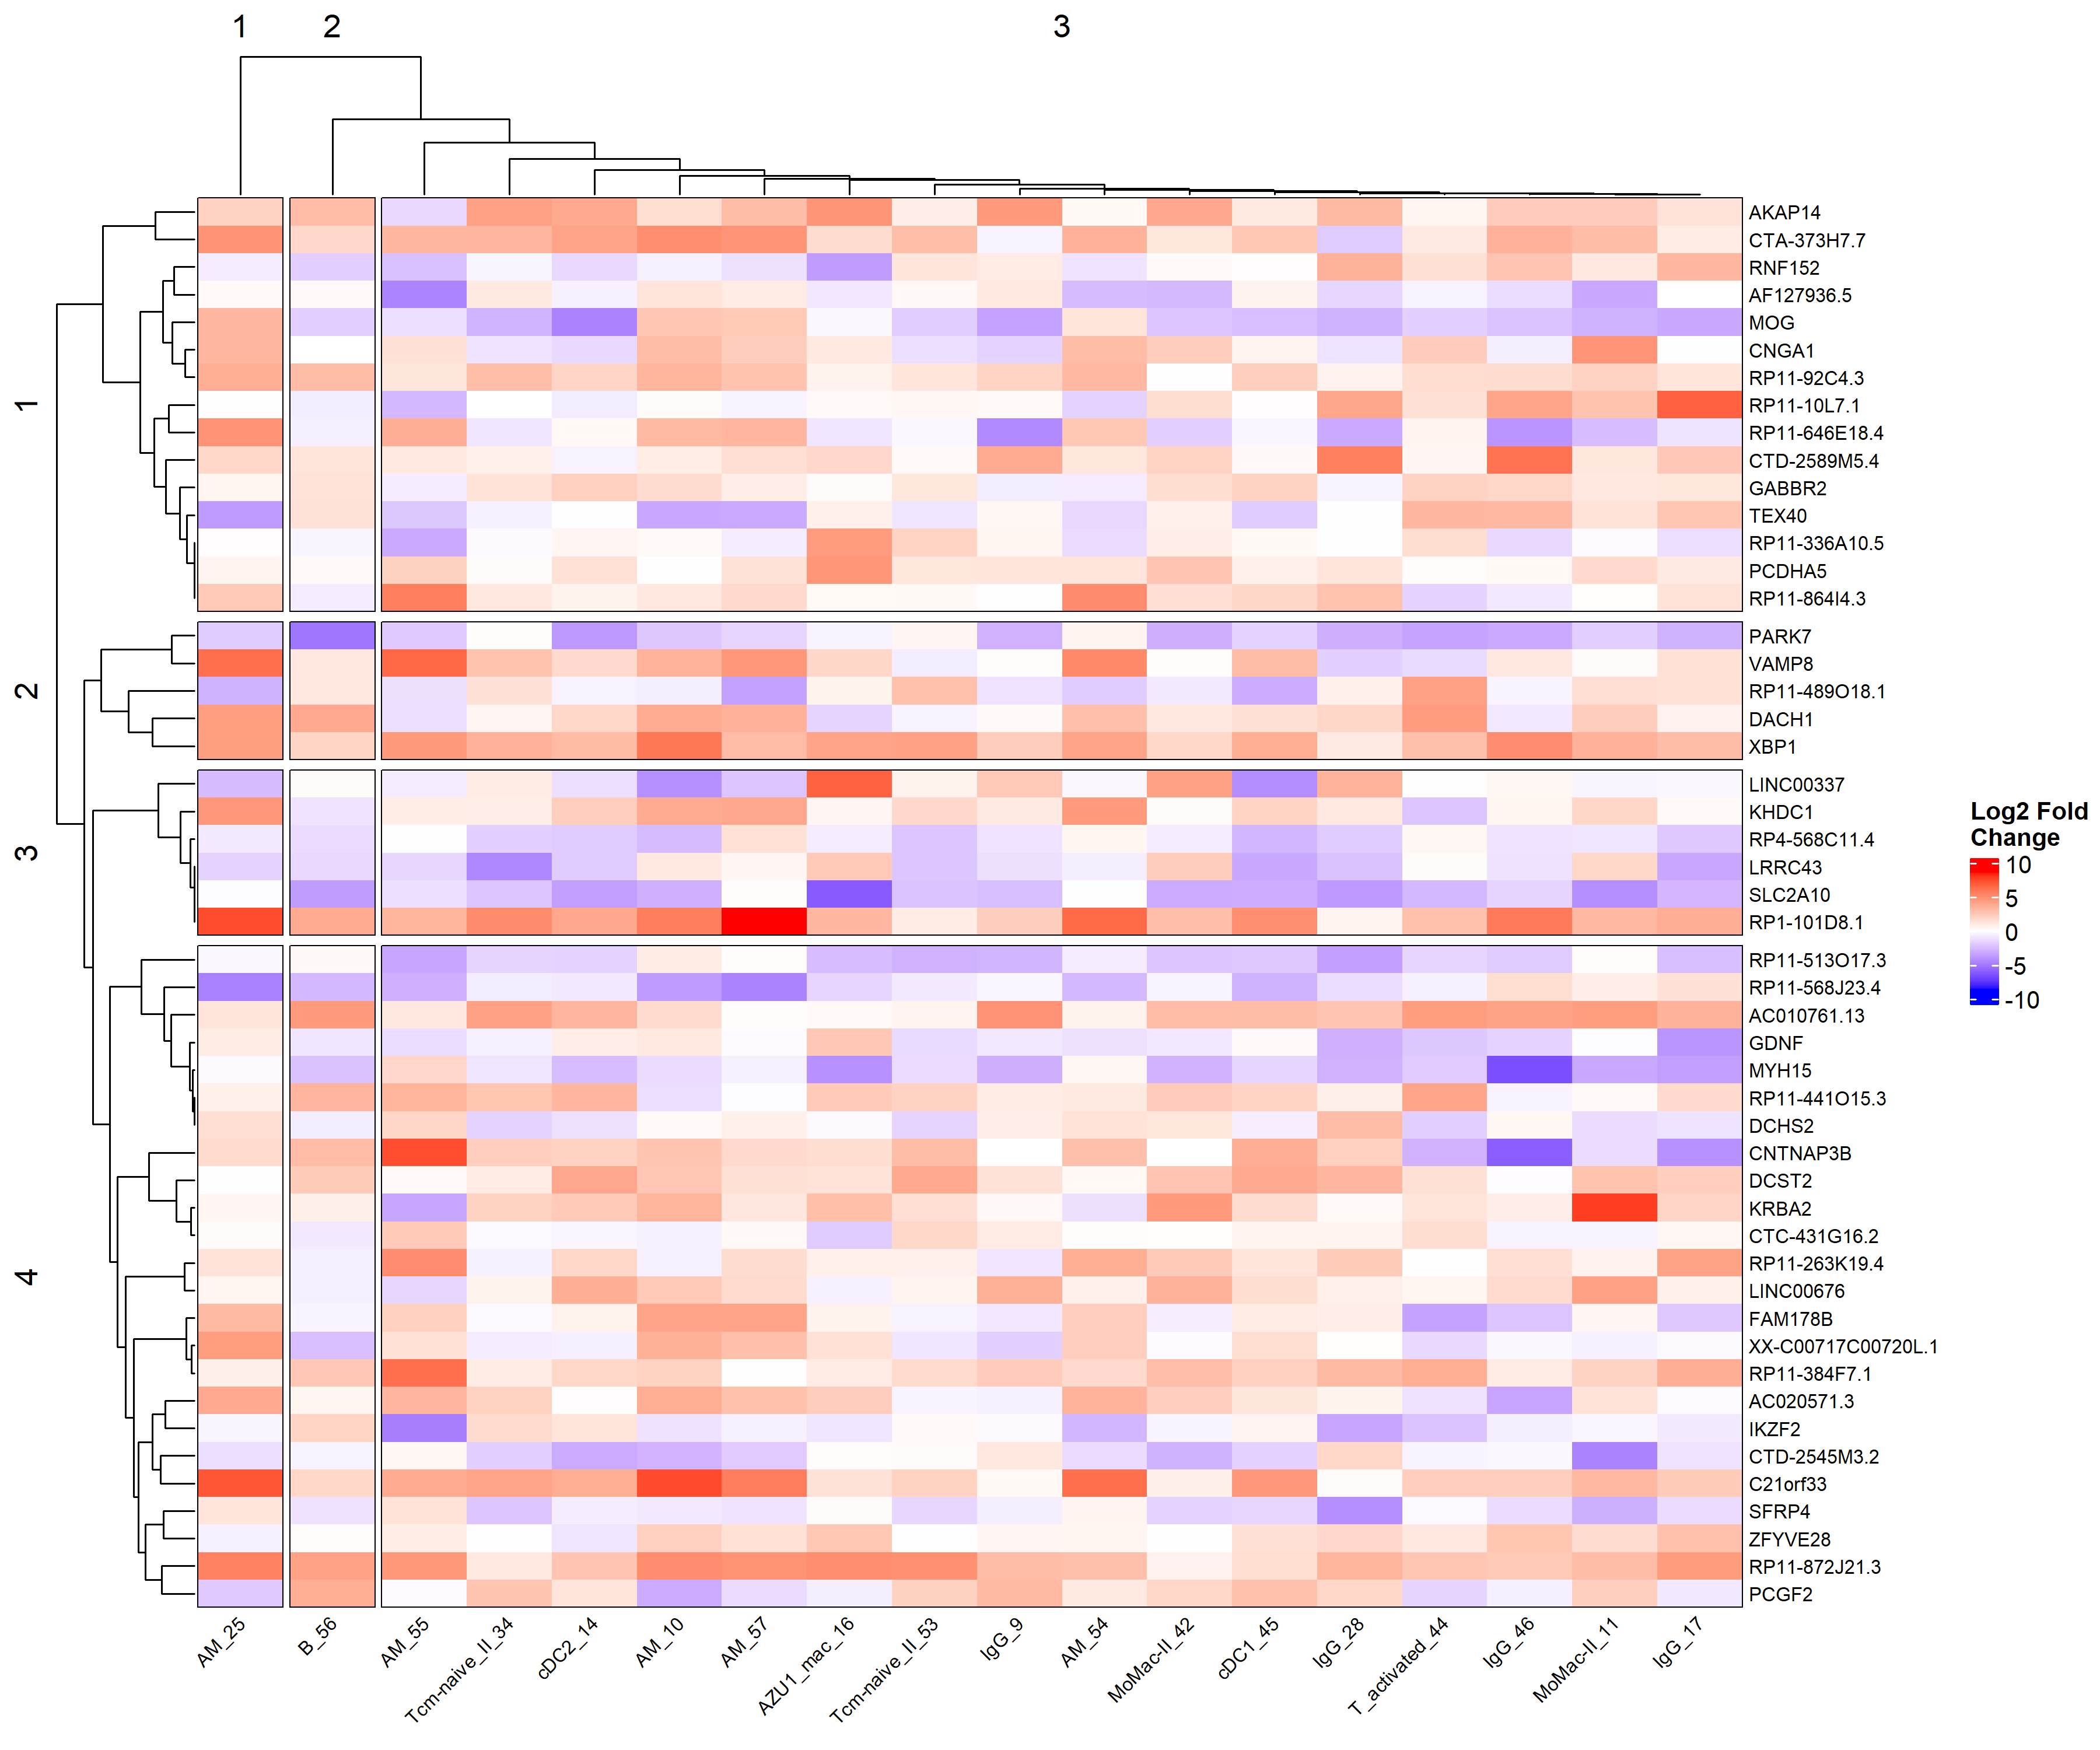 1
2
3
1
2
3
4
AKAP14
CTA-373H7.7
RNF152
AF127936.5
MOG
CNGA1
RP11-92C4.3
RP11-10L7.1
RP11-646E18.4
CTD-2589M5.4
GABBR2
TEX40
RP11-336A10.5
PCDHA5
RP11-864I4.3
PARK7
VAMP8
RP11-489O18.1
DACH1
XBP1
LINC00337
KHDC1
RP4-568C11.4
LRRC43
SLC2A10
RP1-101D8.1
RP11-513O17.3
RP11-568J23.4
AC010761.13
GDNF
MYH15
RP11-441O15.3
DCHS2
CNTNAP3B
DCST2
KRBA2
CTC-431G16.2
RP11-263K19.4
LINC00676
FAM178B
XX-C00717C00720L.1
RP11-384F7.1
AC020571.3
IKZF2
CTD-2545M3.2
C21orf33
SFRP4
ZFYVE28
RP11-872J21.3
PCGF2
AM_25
B_56
AM_55
Tcm-naive_II_34
cDC2_14
AM_10
AM_57
AZU1_mac_16
Tcm-naive_II_53
IgG_9
AM_54
MoMac-II_42
cDC1_45
IgG_28
T_activated_44
IgG_46
MoMac-II_11
IgG_17
Log2 Fold
Change
10
5
0
-5
-10